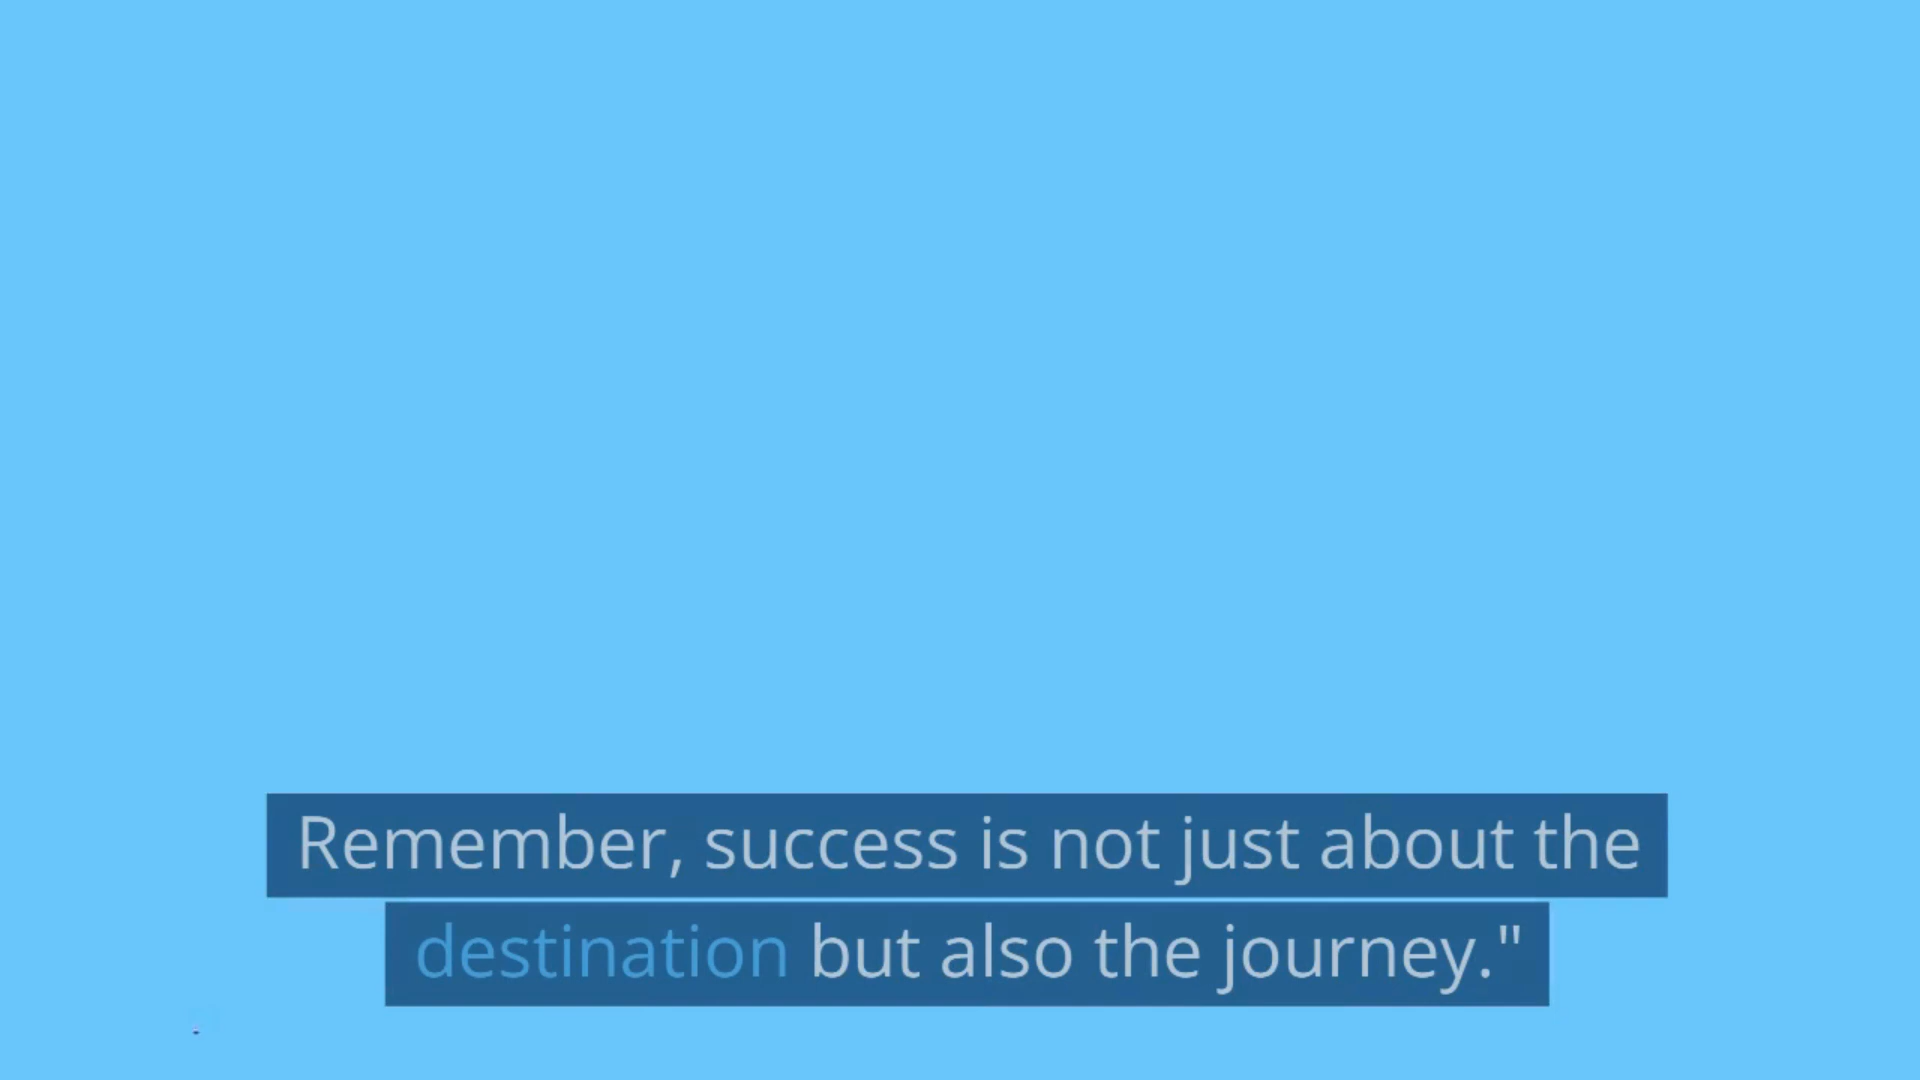 Remember, success is not just about the
destination but also the journey."